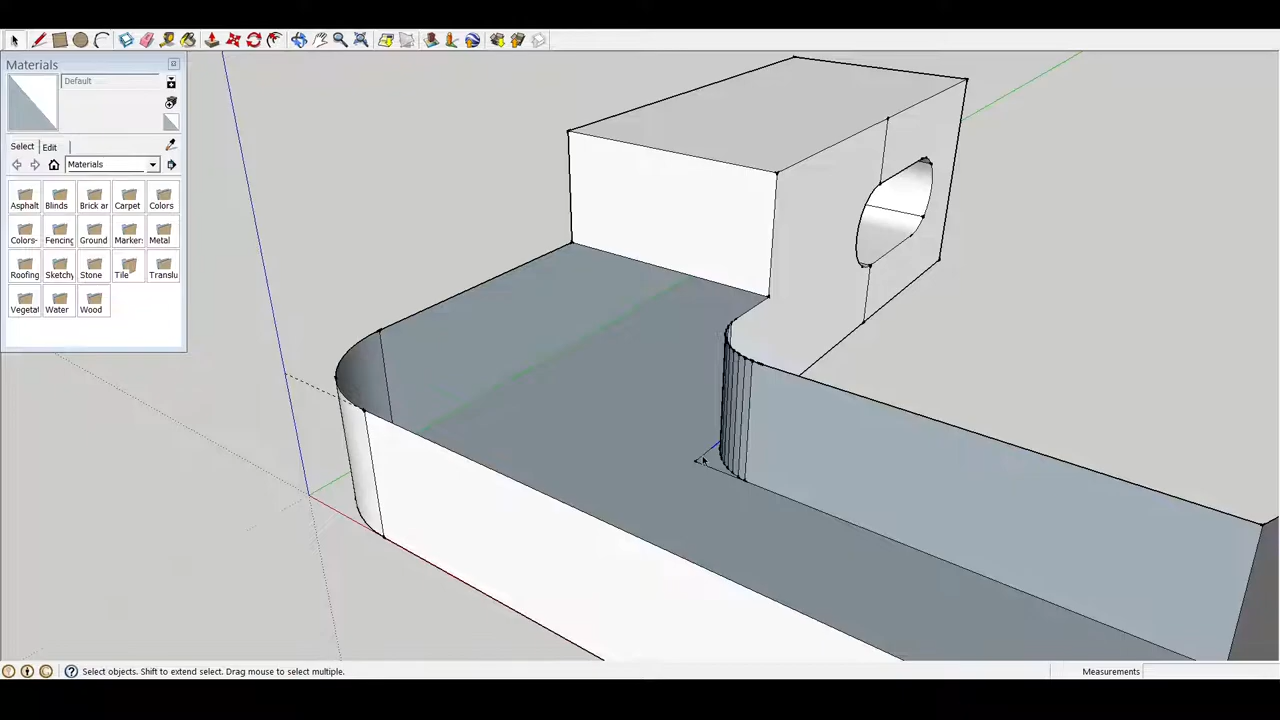 Materials
Default
Select Edit
Materials
Asphalt Blinds Brick ar Carpet Colors
Colors- Fencing Ground Marker: Metal
Roofing Sketchy Stone Tile Translu
Vegetat Water Wood
Select objects. Shift to extend select. Drag mouse to select multiple.
Measurements